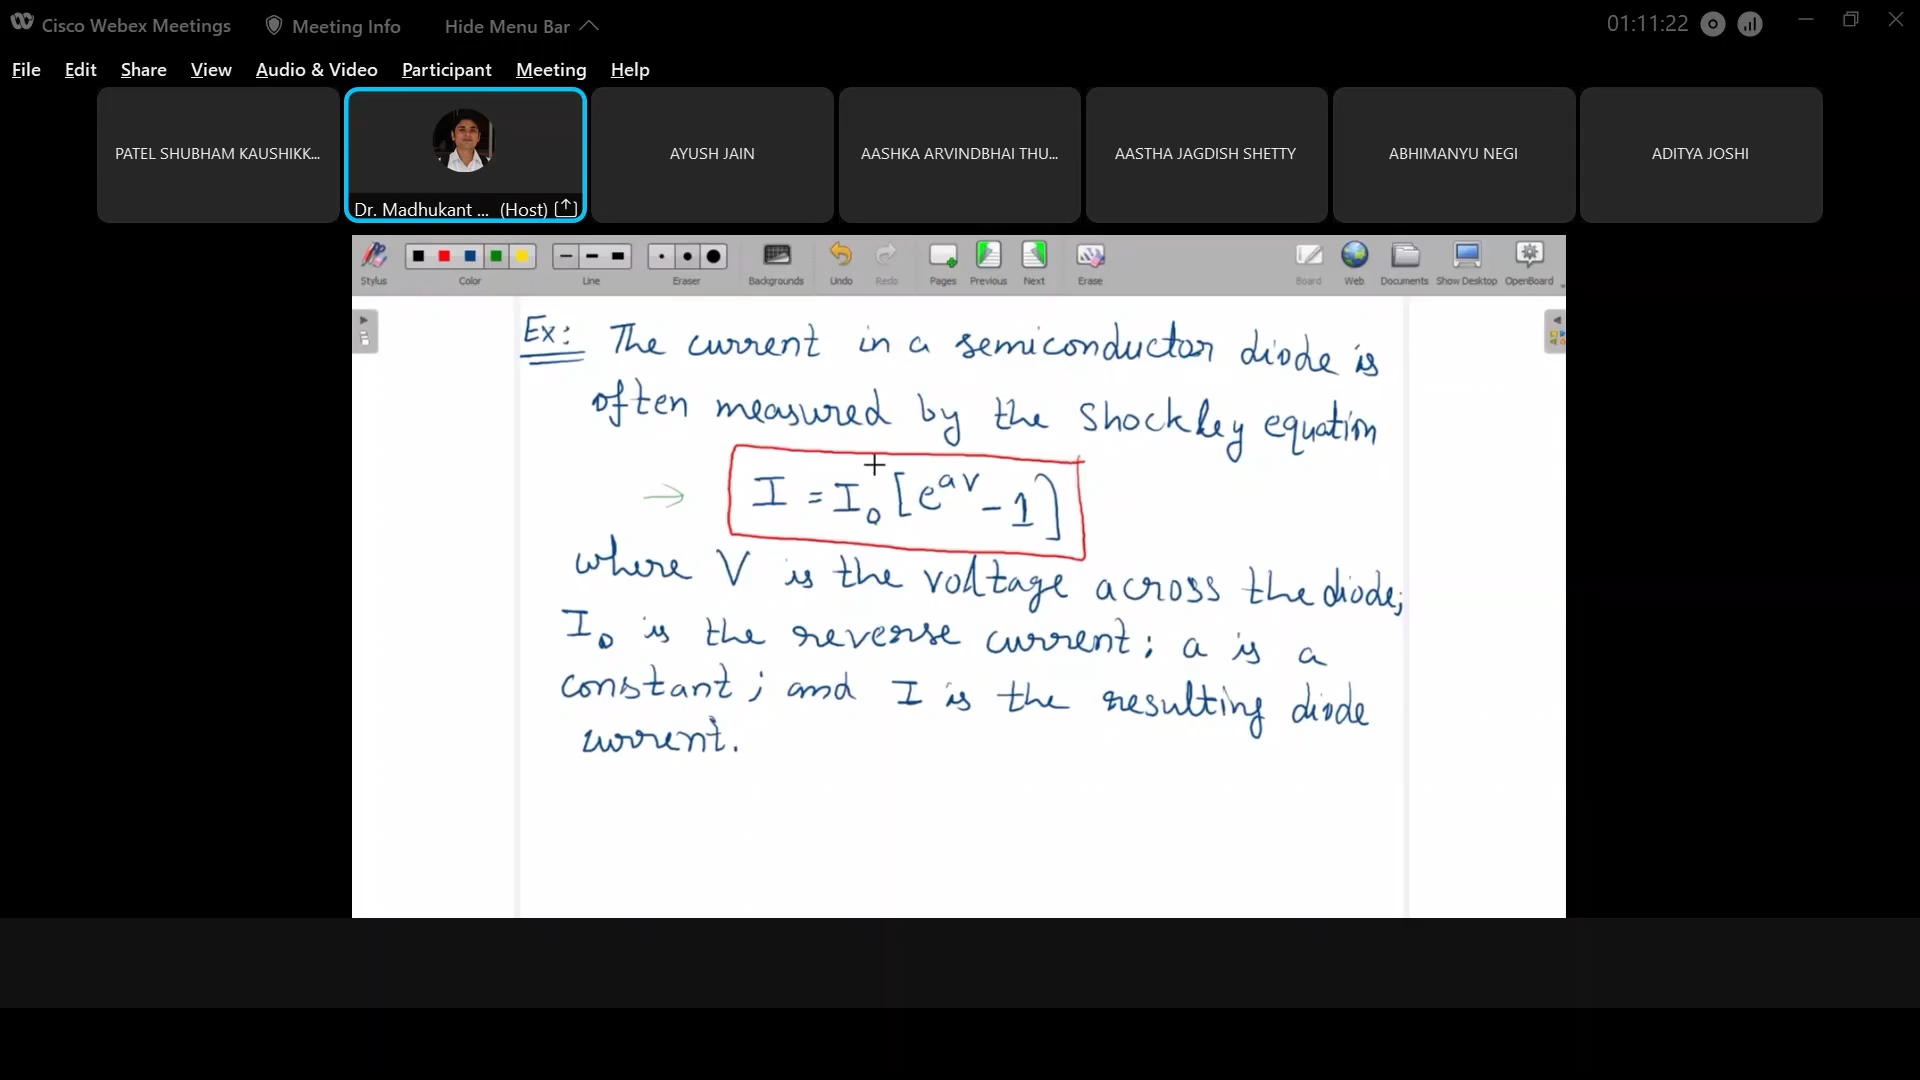 Cisco Webex Meetings Meeting Info Hide Menu Bar 01:11:22
File Edit Share View Audio & Video Participant Meeting Help
PATEL SHUBHAM KAUSHIKK... AYUSH JAIN AASHKA ARVINDBHAI THU... AASTHA JAGDISH SHETTY ABHIMANYU NEGI ADITYA JOSHI
Dr. Madhukant ... (Host)
Stylus Color Line Eraser Backgrounds Undo Redo Pages Previous Next Erase Board Web Documents Show Desktop OpenBoard
Ex: The current in a semiconductor diode is
often measured by the Shockley equation
→ I = I₀ [e^{aV} - 1]
where V is the voltage across the diode;
I₀ is the reverse current; a is a
constant; and I is the resulting diode
current.